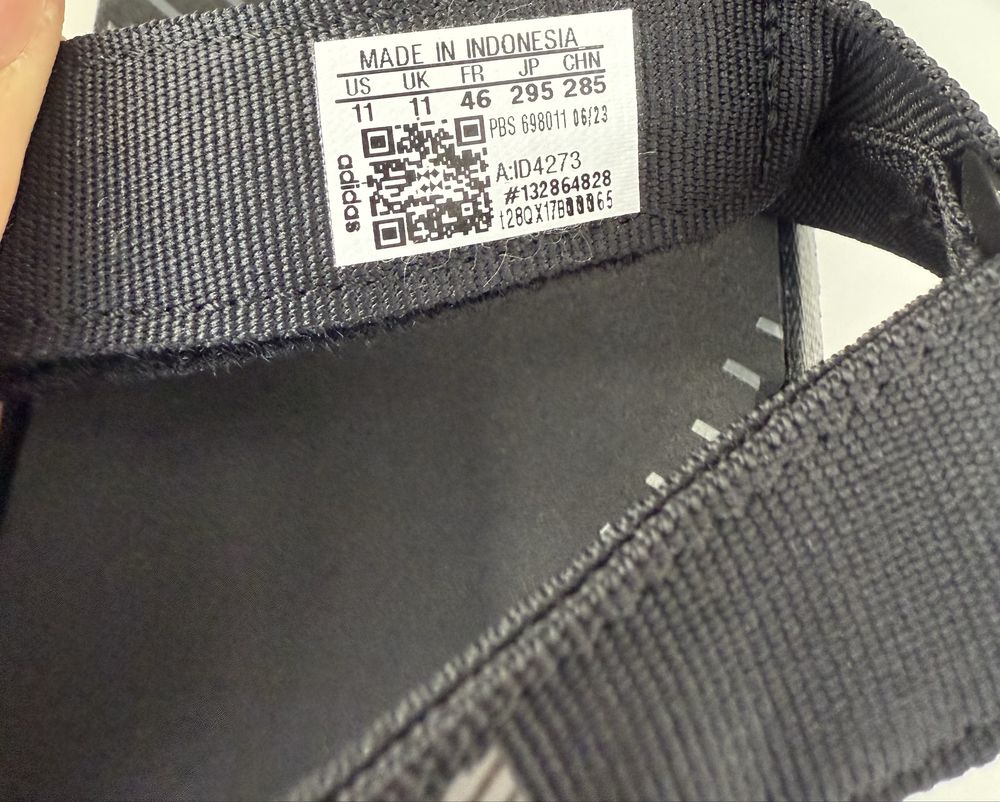 MADE IN INDONESIA
US UK FR JP CHN
11 11 46 295 285
PBS 698011 06/23
A:ID4273
#132864828
adidas